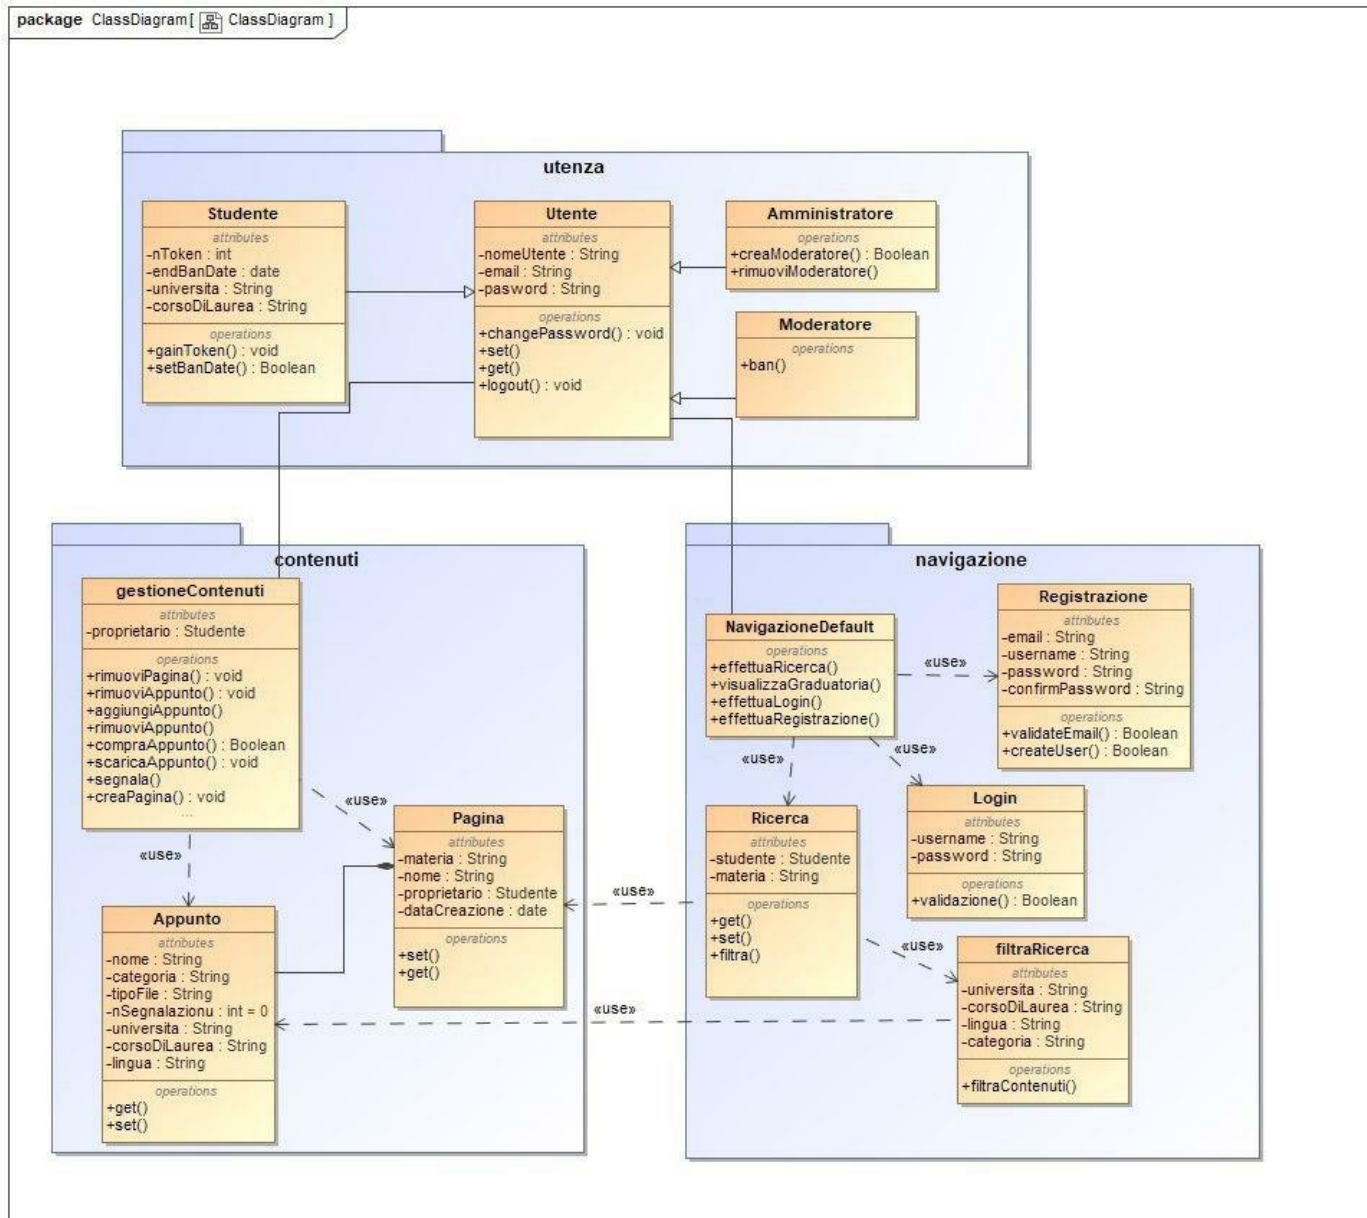 package ClassDiagram [ ClassDiagram ]
utenza
Studente
attributes
-nToken : int
-endBanDate : date
-universita : String
-corsoDiLaurea : String
operations
+gainToken() : void
+setBanDate() : Boolean
Utente
attributes
-nomeUtente : String
-email : String
-pasword : String
operations
+changePassword() : void
+set()
+get()
+logout() : void
Amministratore
operations
+creaModeratore() : Boolean
+rimuoviModeratore()
Moderatore
operations
+ban()
contenuti
gestioneContenuti
attributes
-proprietario : Studente
operations
+rimuoviPagina() : void
+rimuoviAppunto() : void
+aggiungiAppunto()
+rimuoviAppunto()
+compraAppunto() : Boolean
+scaricaAppunto() : void
+segnala()
+creaPagina() : void
...
«use»
«use»
Pagina
attributes
-materia : String
-nome : String
-proprietario : Studente
-dataCreazione : date
operations
+set()
+get()
Appunto
attributes
-nome : String
-categoria : String
-tipoFile : String
-nSegnalazionu : int = 0
-universita : String
-corsoDiLaurea : String
-lingua : String
operations
+get()
+set()
«use»
«use»
navigazione
NavigazioneDefault
operations
+effettuaRicerca()
+visualizzaGraduatoria()
+effettuaLogin()
+effettuaRegistrazione()
«use»
«use»
«use»
Registrazione
attributes
-email : String
-username : String
-password : String
-confirmPassword : String
operations
+validateEmail() : Boolean
+createUser() : Boolean
Ricerca
attributes
-studente : Studente
-materia : String
operations
+get()
+set()
+filtra()
Login
attributes
-username : String
-password : String
operations
+validazione() : Boolean
«use»
filtraRicerca
attributes
-universita : String
-corsoDiLaurea : String
-lingua : String
-categoria : String
operations
+filtraContenuti()